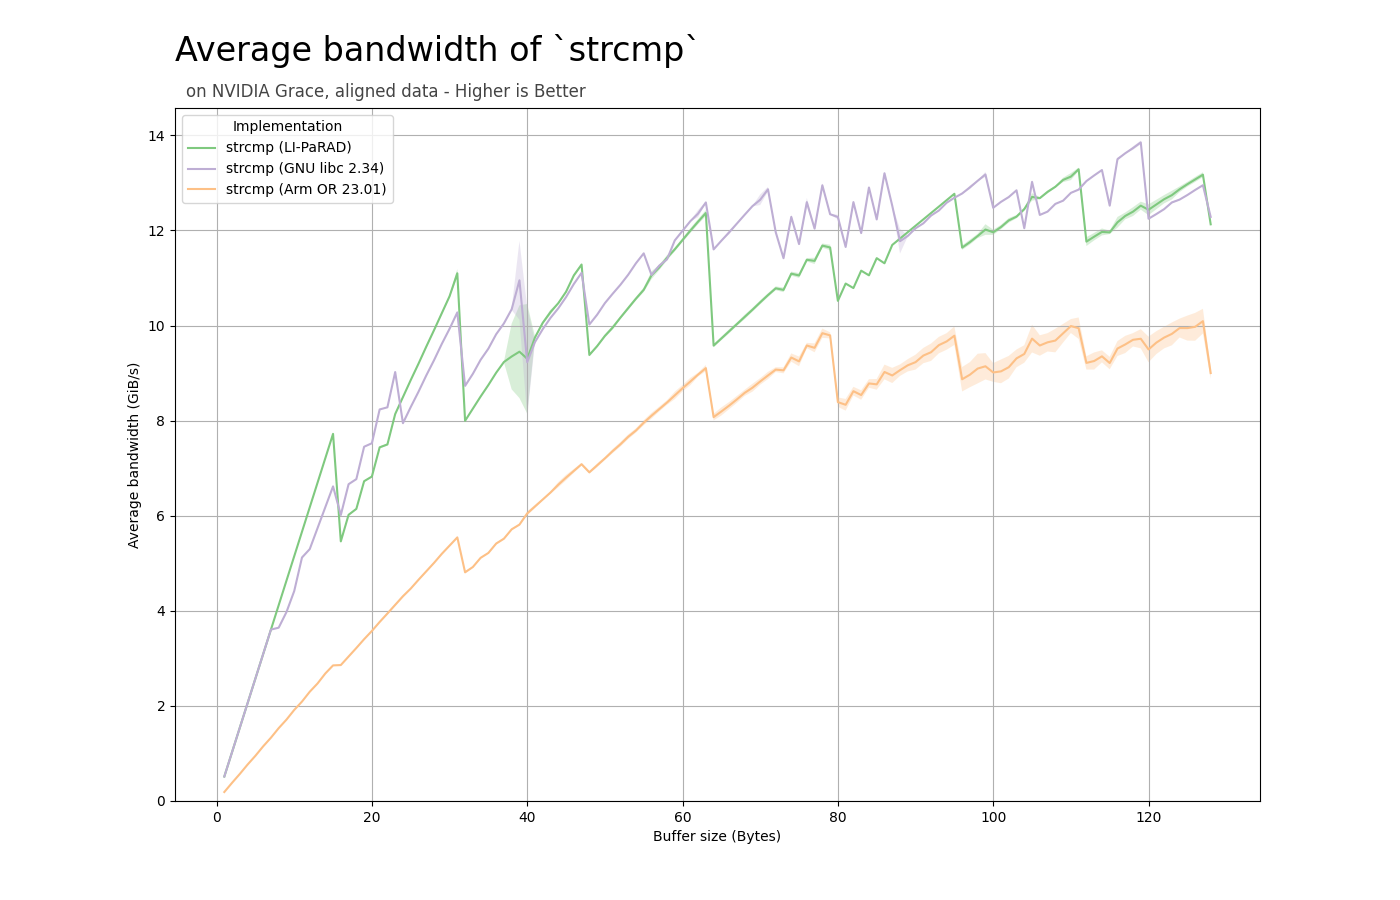 Average bandwidth of `strcmp`
on NVIDIA Grace, aligned data - Higher is Better
Implementation
strcmp (LI-PaRAD)
strcmp (GNU libc 2.34)
strcmp (Arm OR 23.01)
Average bandwidth (GiB/s)
14
12
10
8
6
4
2
0
0 20 40 60 80 100 120
Buffer size (Bytes)